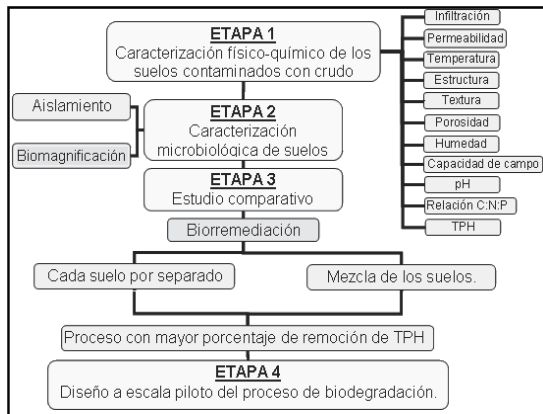 ETAPA 1
Caracterización físico-químico de los
suelos contaminados con crudo
Infiltración
Permeabilidad
Temperatura
Estructura
Textura
Porosidad
Humedad
Capacidad de campo
pH
Relación C:N:P
TPH
Aislamiento
Biomagnificación
ETAPA 2
Caracterización
microbiológica de suelos
ETAPA 3
Estudio comparativo
Biorremediación
Cada suelo por separado
Mezcla de los suelos.
Proceso con mayor porcentaje de remoción de TPH
ETAPA 4
Diseño a escala piloto del proceso de biodegradación.